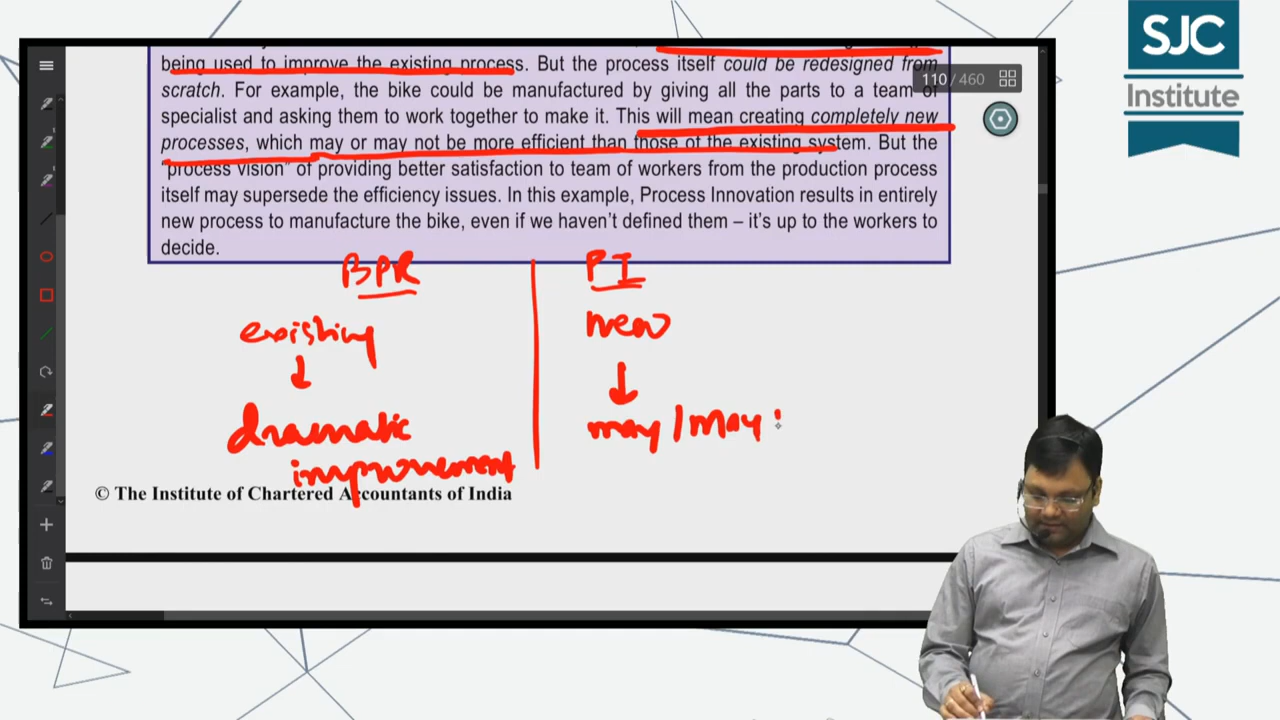 being used to improve the existing process. But the process itself could be redesigned from
scratch. For example, the bike could be manufactured by giving all the parts to a team of
specialist and asking them to work together to make it. This will mean creating completely new
processes, which may or may not be more efficient than those of the existing system. But the
"process vision" of providing better satisfaction to team of workers from the production process
itself may supersede the efficiency issues. In this example, Process Innovation results in entirely
new process to manufacture the bike, even if we haven't defined them – it's up to the workers to
decide.
110 / 460
SJC
Institute
BPR
PI
existing
new
dramatic
improvement
may / may
© The Institute of Chartered Accountants of India